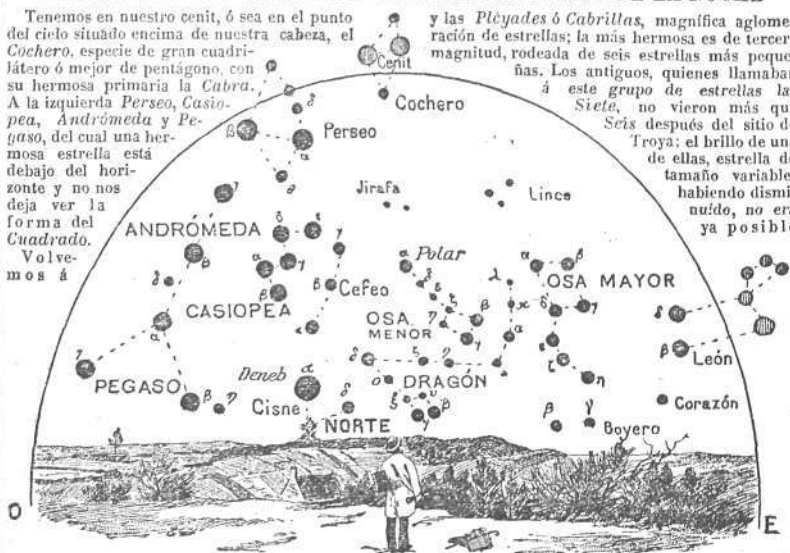 Tenemos en nuestro cenit, ó sea en el punto
del cielo situado encima de nuestra cabeza, el
Cochero, especie de gran cuadri-
látero ó mejor de pentágono, con
su hermosa primaria la Cabra.
A la izquierda Perseo, Casio-
pea, Andrómeda y Pe-
gaso, del cual una her-
mosa estrella está
debajo del hori-
zonte y no nos
deja ver la
forma del
Cuadrado.
Volve-
mos á
y las Pléyades ó Cabrillas, magnífica aglome
ración de estrellas; la más hermosa es de tercer
magnitud, rodeada de seis estrellas más peque
ñas. Los antiguos, quienes llamaban
á este grupo de estrellas la
Siete, no vieron más qu
Seis después del sitio d
Troya; el brillo de una
de ellas, estrella de
tamaño variable
habiendo dismi
nuído, no era
ya posible
Cenit
Cochero
δ
β
Perseo
α
θ
Jirafa
Lince
γ
ANDRÓMEDA
δ
ε
γ
β
α
γ
β
β
Cefeo
δ
CASIOPEA
α
Polar
δ
ε
ζ
β
η
γ
OSA
MENOR
λ
κ
α
α
β
OSA MAYOR
δ
γ
ε
ζ
η
δ
β
León
γ
PEGASO
β
η
Deneb
α
Cisne
δ
NORTE
δ
ζ
η
DRAGÓN
ξ
υ
β
γ
β
γ
Boyero
Corazón
O
E